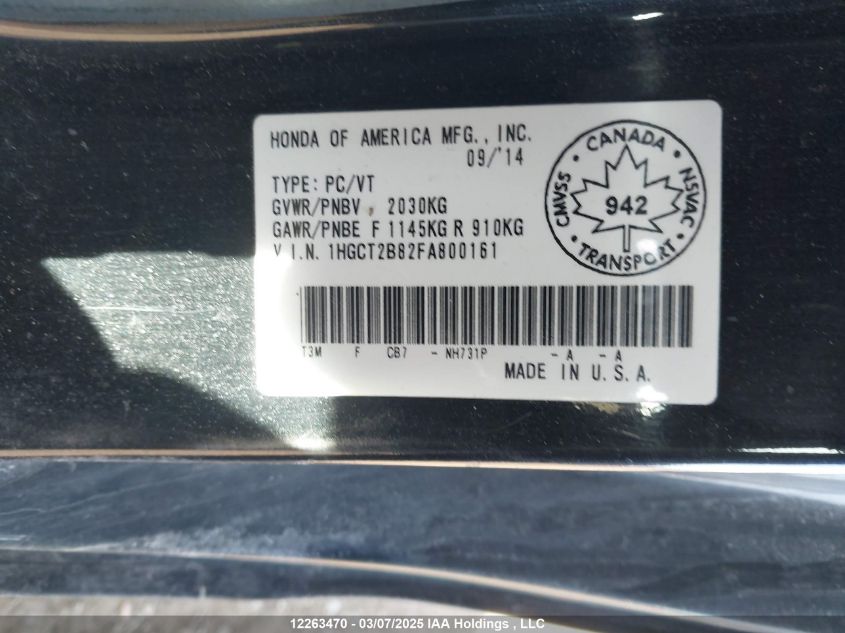 HONDA OF AMERICA MFG., INC.
09/'14
TYPE: PC/VT
GVWR/PNBV , 2030KG
GAWR/PNBE F 1145KG R 910KG
V.I.N. 1HGCT2B82FA800161
CANADA
CMVSS
942
NSVAC
TRANSPORT
T3M F CB7 - NH731P - A - A
MADE IN U.S.A.
12263470 - 03/07/2025 IAA Holdings , LLC